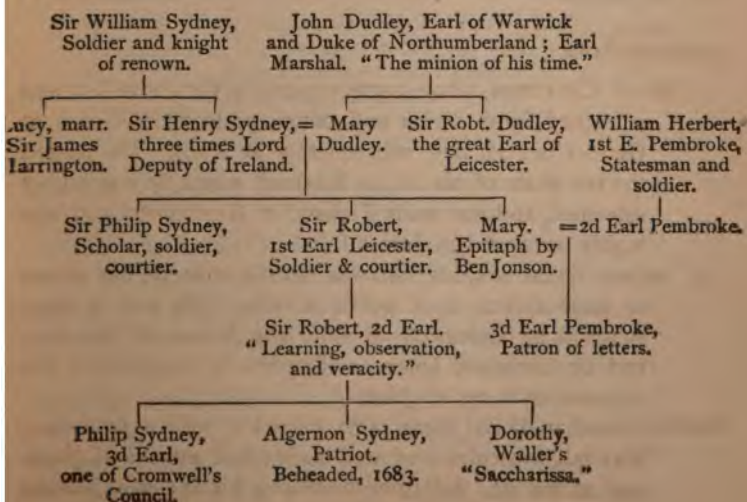 Sir William Sydney,
Soldier and knight
of renown.
John Dudley, Earl of Warwick
and Duke of Northumberland; Earl
Marshal. "The minion of his time."
.ucy, marr.
Sir James
Iarrington.
Sir Henry Sydney,=
three times Lord
Deputy of Ireland.
Mary
Dudley.
Sir Robt. Dudley,
the great Earl of
Leicester.
William Herbert,
1st E. Pembroke,
Statesman and
soldier.
Sir Philip Sydney,
Scholar, soldier,
courtier.
Sir Robert,
1st Earl Leicester,
Soldier & courtier.
Mary.
Epitaph by
Ben Jonson.
=2d Earl Pembroke.
Sir Robert, 2d Earl.
"Learning, observation,
and veracity."
3d Earl Pembroke,
Patron of letters.
Philip Sydney,
3d Earl,
one of Cromwell's
Council.
Algernon Sydney,
Patriot.
Beheaded, 1683.
Dorothy,
Waller's
"Saccharissa."